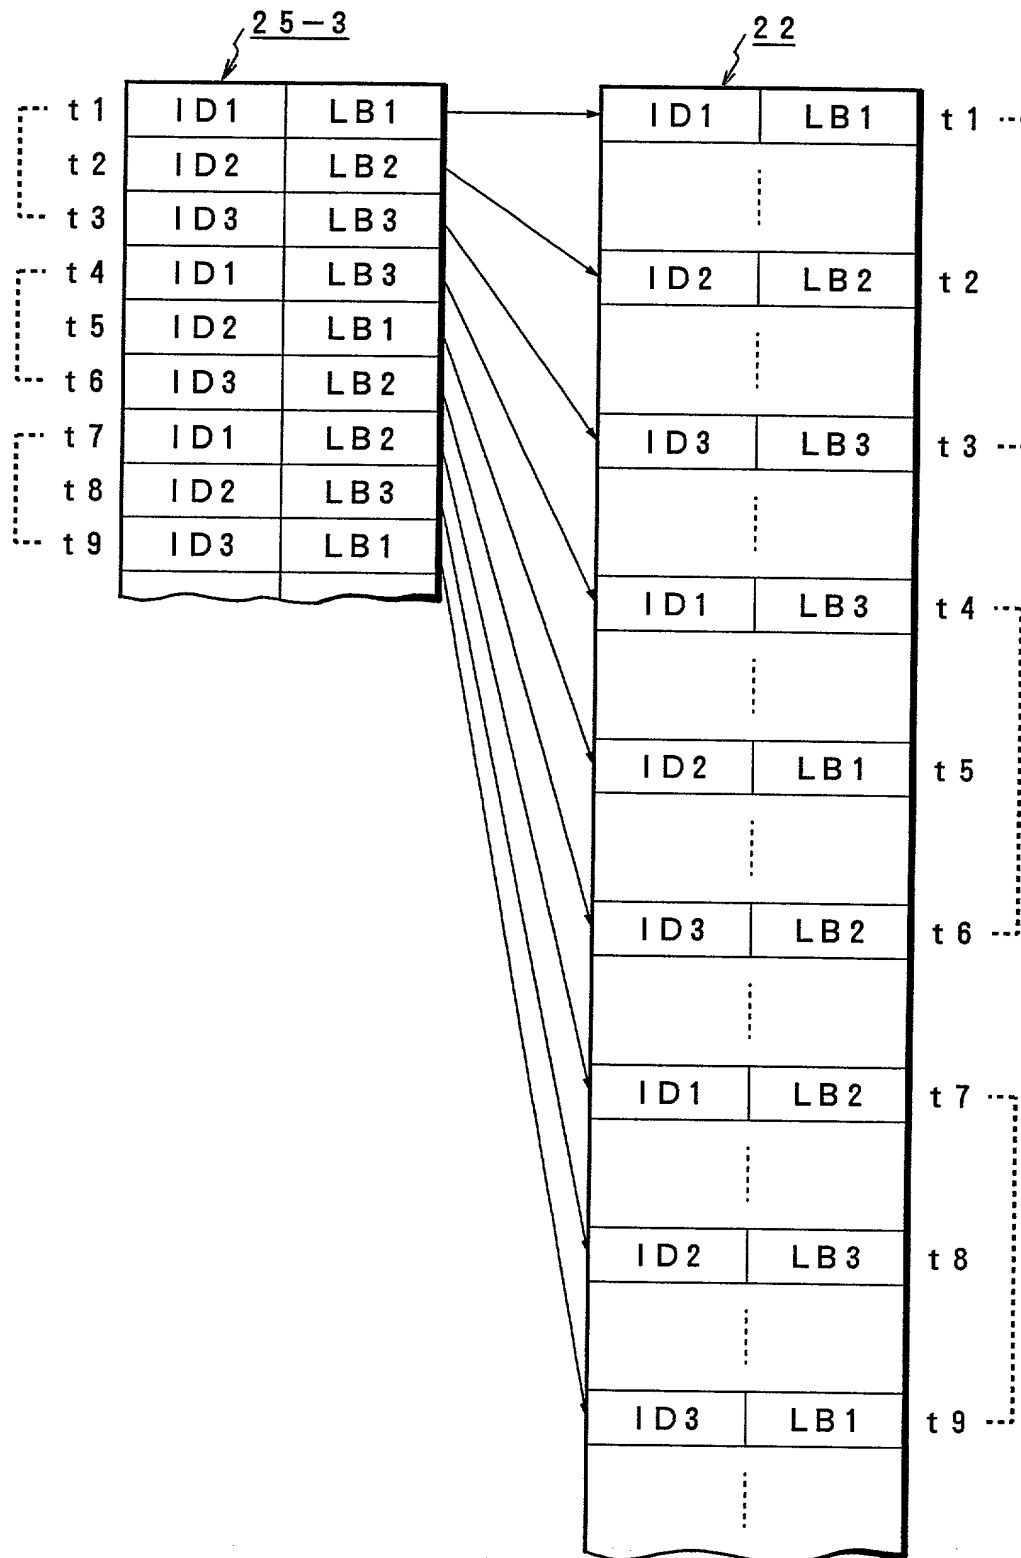 25-3
22
t1 ID1 LB1
t2 ID2 LB2
t3 ID3 LB3
t4 ID1 LB3
t5 ID2 LB1
t6 ID3 LB2
t7 ID1 LB2
t8 ID2 LB3
t9 ID3 LB1
ID1 LB1 t1
ID2 LB2 t2
ID3 LB3 t3
ID1 LB3 t4
ID2 LB1 t5
ID3 LB2 t6
ID1 LB2 t7
ID2 LB3 t8
ID3 LB1 t9